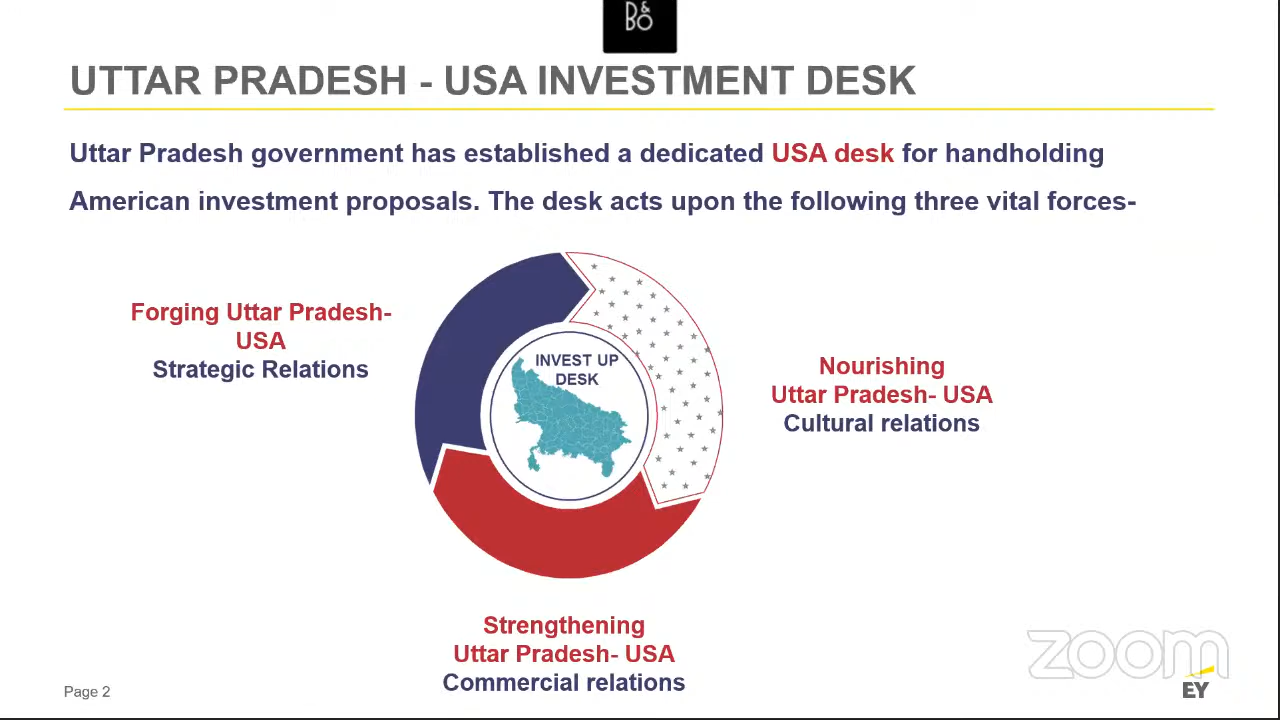 D&
BO
UTTAR PRADESH - USA INVESTMENT DESK
Uttar Pradesh government has established a dedicated USA desk for handholding
American investment proposals. The desk acts upon the following three vital forces-
Forging Uttar Pradesh-
USA
Strategic Relations
INVEST UP
DESK
Nourishing
Uttar Pradesh- USA
Cultural relations
Strengthening
Uttar Pradesh- USA
Commercial relations
zoom
Page 2
EY